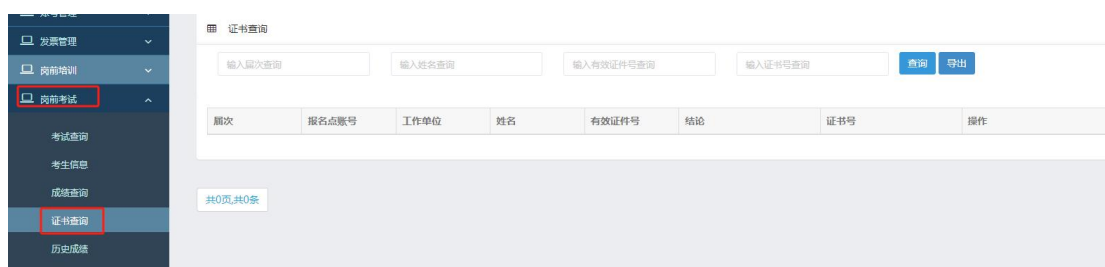 发票管理
岗前培训
岗前考试
考试查询
考生信息
成绩查询
证书查询
历史成绩
证书查询
输入届次查询 输入姓名查询 输入有效证件号查询 输入证书号查询 查询 导出
届次 报名点账号 工作单位 姓名 有效证件号 结论 证书号 操作
共0页,共0条